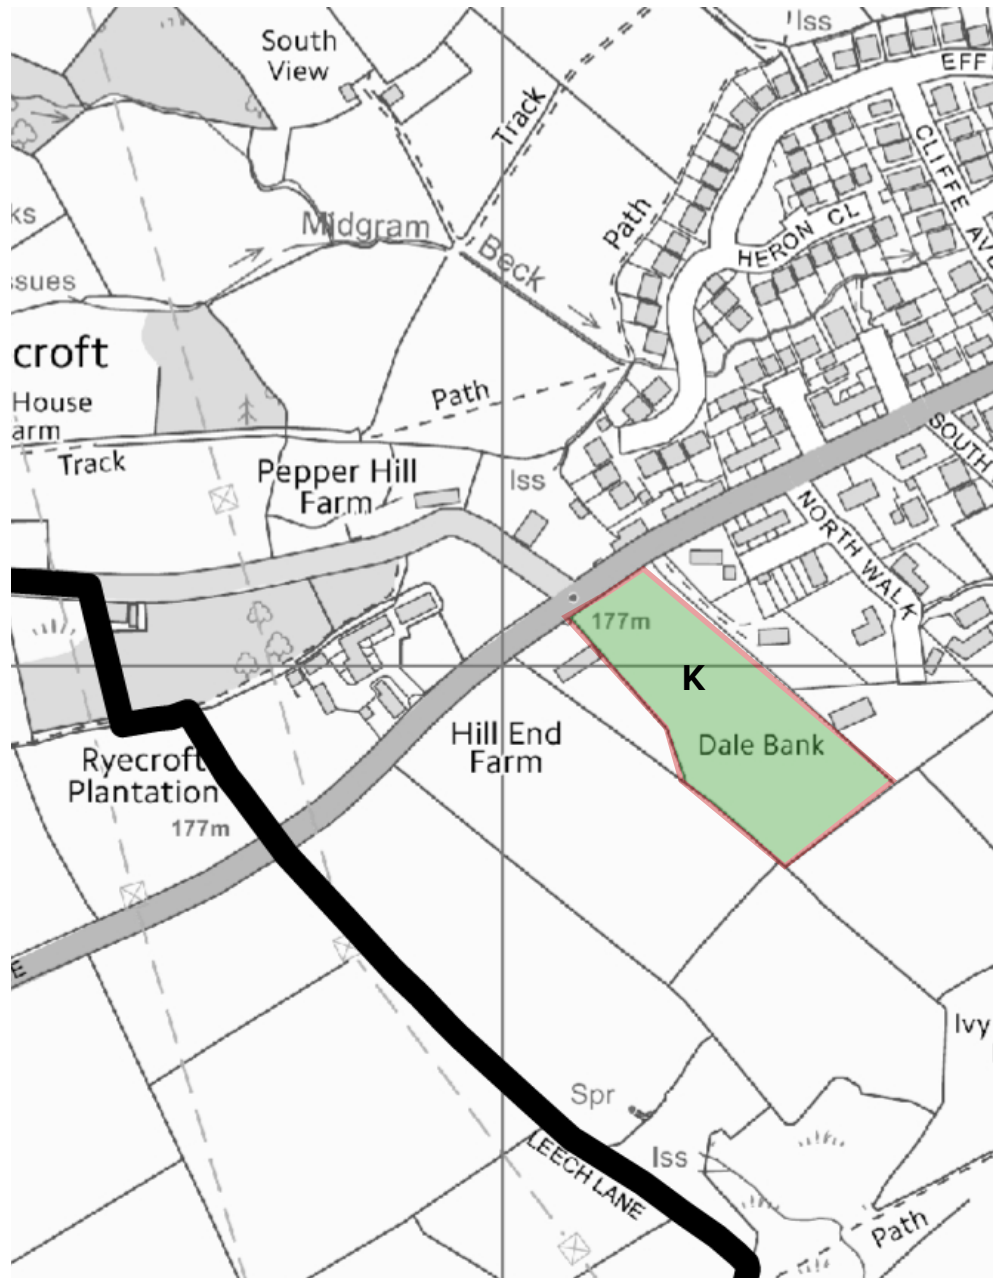 Iss
South
View
EFFI
Track
CLIFFE
AVE
ks
Midgram
Path
HERON CL
Beck
ssues
croft
House
arm
Path
Track
SOUTH
Pepper Hill
Farm
Iss
NORTH WALK
177m
K
Hill End
Farm
Dale Bank
Ryecroft
Plantation
177m
E
Ivy
Spr
Iss
LEECH LANE
Path